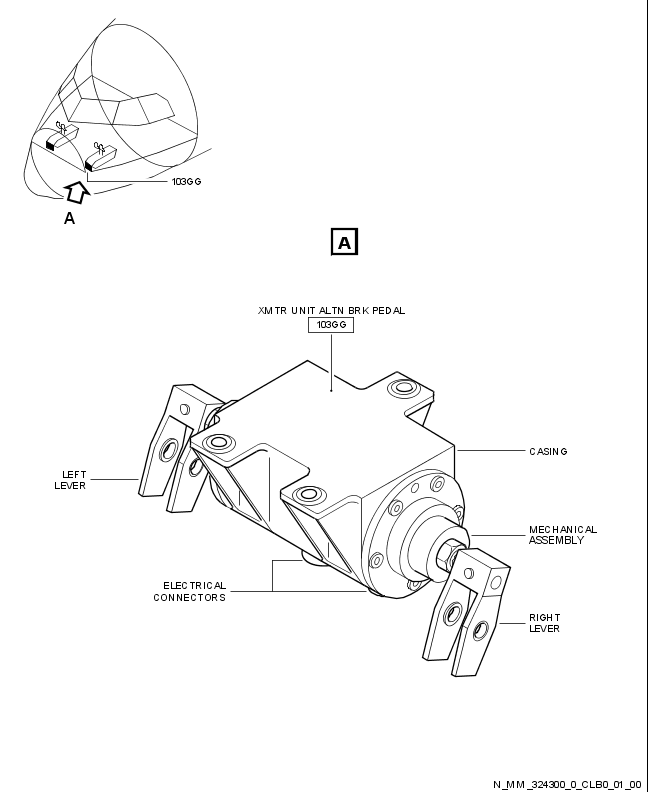 103GG
A
A
XMTR UNIT ALTN BRK PEDAL
103GG
CASING
LEFT
LEVER
MECHANICAL
ASSEMBLY
ELECTRICAL
CONNECTORS
RIGHT
LEVER
N_MM_324300_0_CLB0_01_00